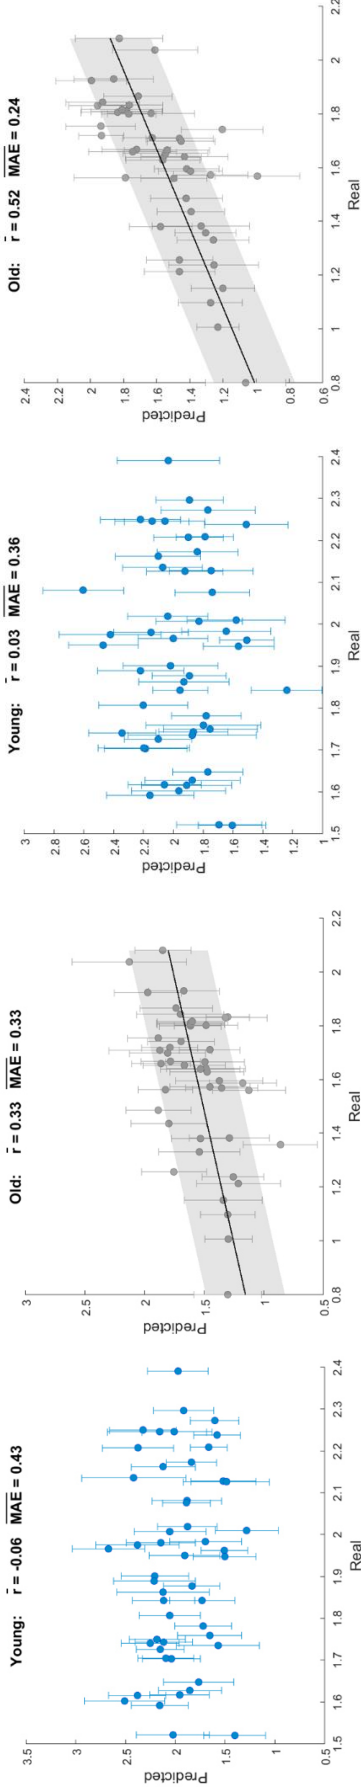 Young: r̄ = -0.06 M̅A̅E̅ = 0.43
3.5
3
2.5
2
1.5
1
0.5
Predicted
1.5 1.6 1.7 1.8 1.9 2 2.1 2.2 2.3 2.4
Real
Old: r̄ = 0.33 M̅A̅E̅ = 0.33
3
2.5
2
1.5
1
0.5
Predicted
0.8 1 1.2 1.4 1.6 1.8 2 2.2
Real
Young: r̄ = 0.03 M̅A̅E̅ = 0.36
3
2.8
2.6
2.4
2.2
2
1.8
1.6
1.4
1.2
1
Predicted
1.5 1.6 1.7 1.8 1.9 2 2.1 2.2 2.3 2.4
Real
Old: r̄ = 0.52 M̅A̅E̅ = 0.24
2.4
2.2
2
1.8
1.6
1.4
1.2
1
0.8
0.6
Predicted
0.8 1 1.2 1.4 1.6 1.8 2 2.2
Real